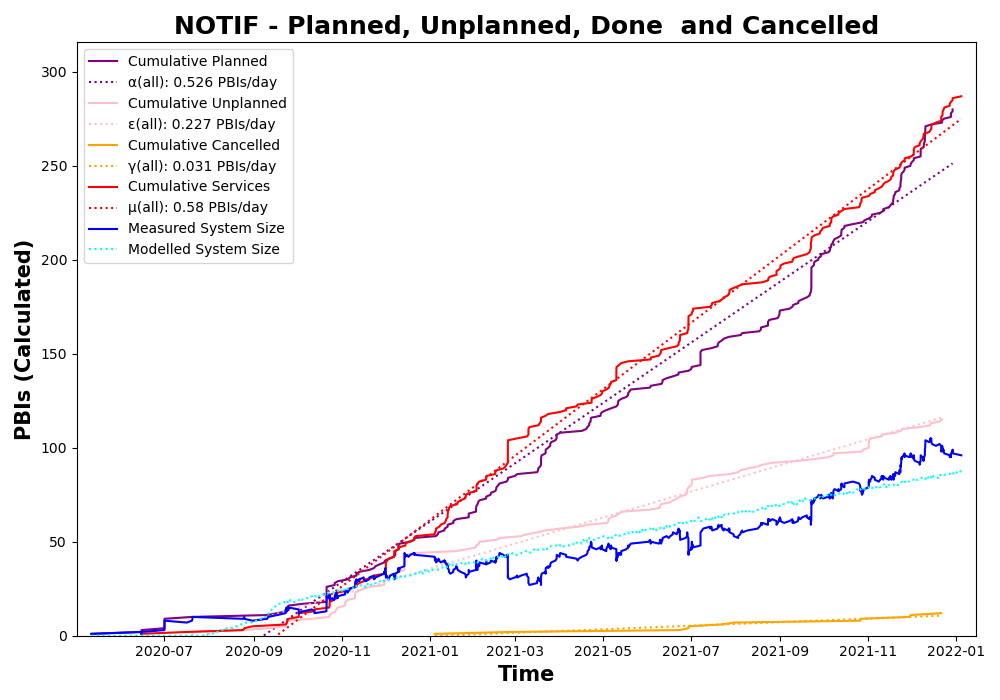 NOTIF - Planned, Unplanned, Done  and Cancelled
Cumulative Planned
α(all): 0.526 PBIs/day
Cumulative Unplanned
ε(all): 0.227 PBIs/day
Cumulative Cancelled
γ(all): 0.031 PBIs/day
Cumulative Services
μ(all): 0.58 PBIs/day
Measured System Size
Modelled System Size
PBIs (Calculated)
300
250
200
150
100
50
0
2020-07 2020-09 2020-11 2021-01 2021-03 2021-05 2021-07 2021-09 2021-11 2022-01
Time